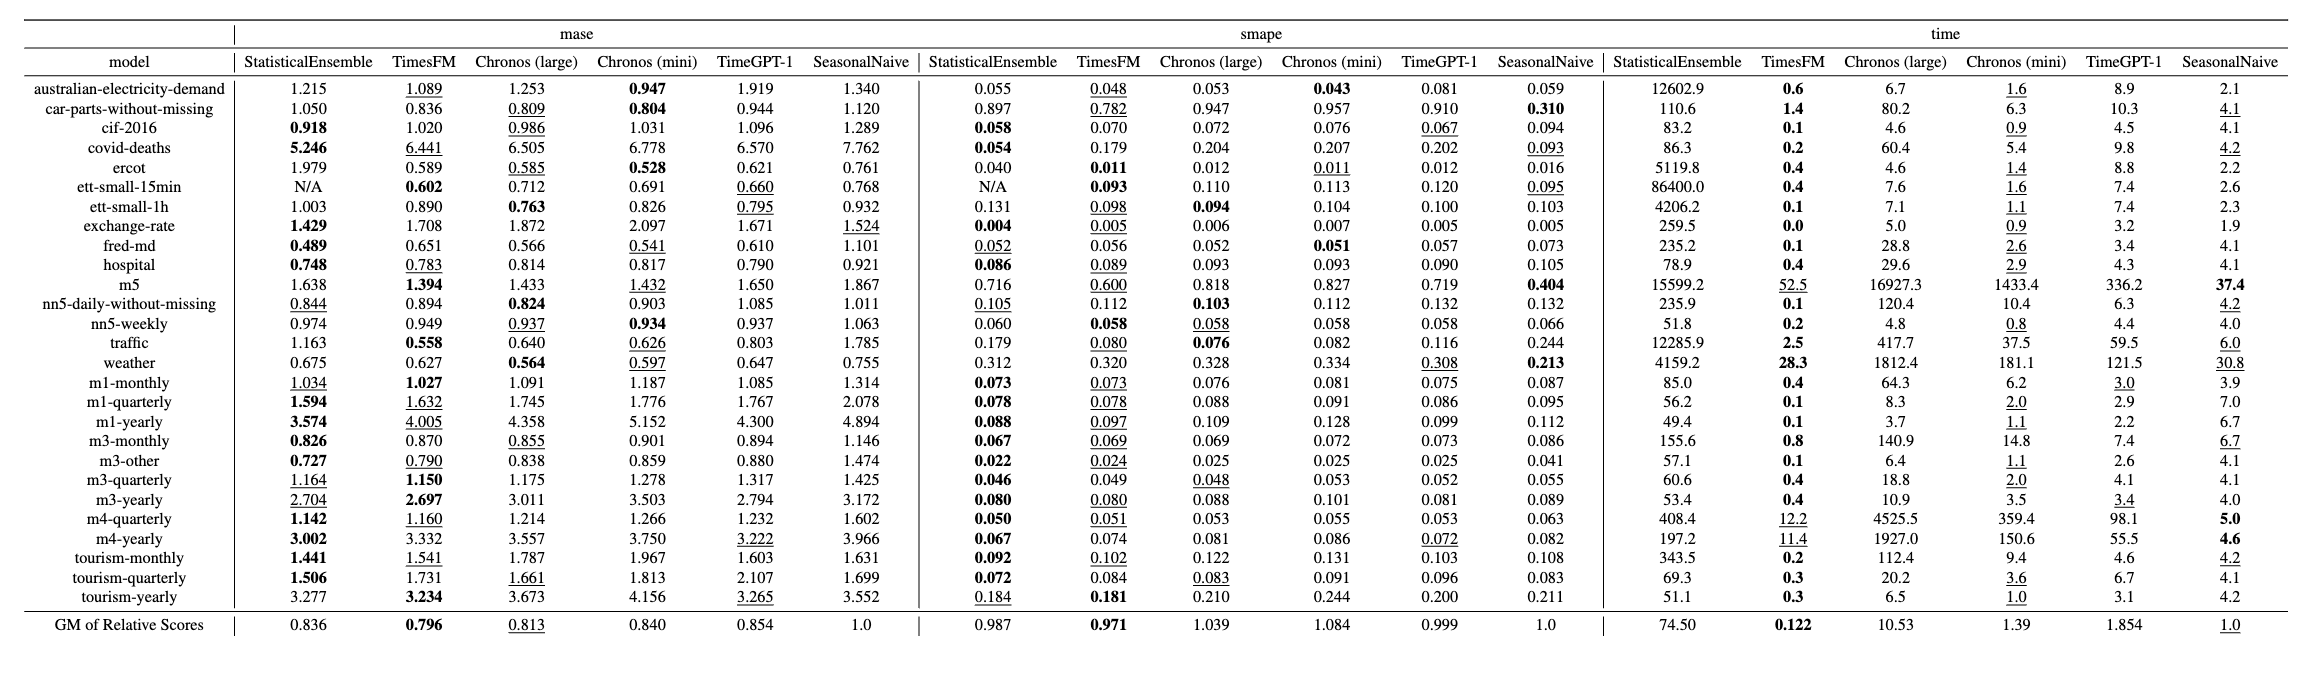 mase smape time
model StatisticalEnsemble TimesFM Chronos (large) Chronos (mini) TimeGPT-1 SeasonalNaive StatisticalEnsemble TimesFM Chronos (large) Chronos (mini) TimeGPT-1 SeasonalNaive StatisticalEnsemble TimesFM Chronos (large) Chronos (mini) TimeGPT-1 SeasonalNaive
australian-electricity-demand 1.215 1.089 1.253 0.947 1.919 1.340 0.055 0.048 0.053 0.043 0.081 0.059 12602.9 0.6 6.7 1.6 8.9 2.1
car-parts-without-missing 1.050 0.836 0.809 0.804 0.944 1.120 0.897 0.782 0.947 0.957 0.910 0.310 110.6 1.4 80.2 6.3 10.3 4.1
cif-2016 0.918 1.020 0.986 1.031 1.096 1.289 0.058 0.070 0.072 0.076 0.067 0.094 83.2 0.1 4.6 0.9 4.5 4.1
covid-deaths 5.246 6.441 6.505 6.778 6.570 7.762 0.054 0.179 0.204 0.207 0.202 0.093 86.3 0.2 60.4 5.4 9.8 4.2
ercot 1.979 0.589 0.585 0.528 0.621 0.761 0.040 0.011 0.012 0.011 0.012 0.016 5119.8 0.4 4.6 1.4 8.8 2.2
ett-small-15min N/A 0.602 0.712 0.691 0.660 0.768 N/A 0.093 0.110 0.113 0.120 0.095 86400.0 0.4 7.6 1.6 7.4 2.6
ett-small-1h 1.003 0.890 0.763 0.826 0.795 0.932 0.131 0.098 0.094 0.104 0.100 0.103 4206.2 0.1 7.1 1.1 7.4 2.3
exchange-rate 1.429 1.708 1.872 2.097 1.671 1.524 0.004 0.005 0.006 0.007 0.005 0.005 259.5 0.0 5.0 0.9 3.2 1.9
fred-md 0.489 0.651 0.566 0.541 0.610 1.101 0.052 0.056 0.052 0.051 0.057 0.073 235.2 0.1 28.8 2.6 3.4 4.1
hospital 0.748 0.783 0.814 0.817 0.790 0.921 0.086 0.089 0.093 0.093 0.090 0.105 78.9 0.4 29.6 2.9 4.3 4.1
m5 1.638 1.394 1.433 1.432 1.650 1.867 0.716 0.600 0.818 0.827 0.719 0.404 15599.2 52.5 16927.3 1433.4 336.2 37.4
nn5-daily-without-missing 0.844 0.894 0.824 0.903 1.085 1.011 0.105 0.112 0.103 0.112 0.132 0.132 235.9 0.1 120.4 10.4 6.3 4.2
nn5-weekly 0.974 0.949 0.937 0.934 0.937 1.063 0.060 0.058 0.058 0.058 0.058 0.066 51.8 0.2 4.8 0.8 4.4 4.0
traffic 1.163 0.558 0.640 0.626 0.803 1.785 0.179 0.080 0.076 0.082 0.116 0.244 12285.9 2.5 417.7 37.5 59.5 6.0
weather 0.675 0.627 0.564 0.597 0.647 0.755 0.312 0.320 0.328 0.334 0.308 0.213 4159.2 28.3 1812.4 181.1 121.5 30.8
m1-monthly 1.034 1.027 1.091 1.187 1.085 1.314 0.073 0.073 0.076 0.081 0.075 0.087 85.0 0.4 64.3 6.2 3.0 3.9
m1-quarterly 1.594 1.632 1.745 1.776 1.767 2.078 0.078 0.078 0.088 0.091 0.086 0.095 56.2 0.1 8.3 2.0 2.9 7.0
m1-yearly 3.574 4.005 4.358 5.152 4.300 4.894 0.088 0.097 0.109 0.128 0.099 0.112 49.4 0.1 3.7 1.1 2.2 6.7
m3-monthly 0.826 0.870 0.855 0.901 0.894 1.146 0.067 0.069 0.069 0.072 0.073 0.086 155.6 0.8 140.9 14.8 7.4 6.7
m3-other 0.727 0.790 0.838 0.859 0.880 1.474 0.022 0.024 0.025 0.025 0.025 0.041 57.1 0.1 6.4 1.1 2.6 4.1
m3-quarterly 1.164 1.150 1.175 1.278 1.317 1.425 0.046 0.049 0.048 0.053 0.052 0.055 60.6 0.4 18.8 2.0 4.1 4.1
m3-yearly 2.704 2.697 3.011 3.503 2.794 3.172 0.080 0.080 0.088 0.101 0.081 0.089 53.4 0.4 10.9 3.5 3.4 4.0
m4-quarterly 1.142 1.160 1.214 1.266 1.232 1.602 0.050 0.051 0.053 0.055 0.053 0.063 408.4 12.2 4525.5 359.4 98.1 5.0
m4-yearly 3.002 3.332 3.557 3.750 3.222 3.966 0.067 0.074 0.081 0.086 0.072 0.082 197.2 11.4 1927.0 150.6 55.5 4.6
tourism-monthly 1.441 1.541 1.787 1.967 1.603 1.631 0.092 0.102 0.122 0.131 0.103 0.108 343.5 0.2 112.4 9.4 4.6 4.2
tourism-quarterly 1.506 1.731 1.661 1.813 2.107 1.699 0.072 0.084 0.083 0.091 0.096 0.083 69.3 0.3 20.2 3.6 6.7 4.1
tourism-yearly 3.277 3.234 3.673 4.156 3.265 3.552 0.184 0.181 0.210 0.244 0.200 0.211 51.1 0.3 6.5 1.0 3.1 4.2
GM of Relative Scores 0.836 0.796 0.813 0.840 0.854 1.0 0.987 0.971 1.039 1.084 0.999 1.0 74.50 0.122 10.53 1.39 1.854 1.0